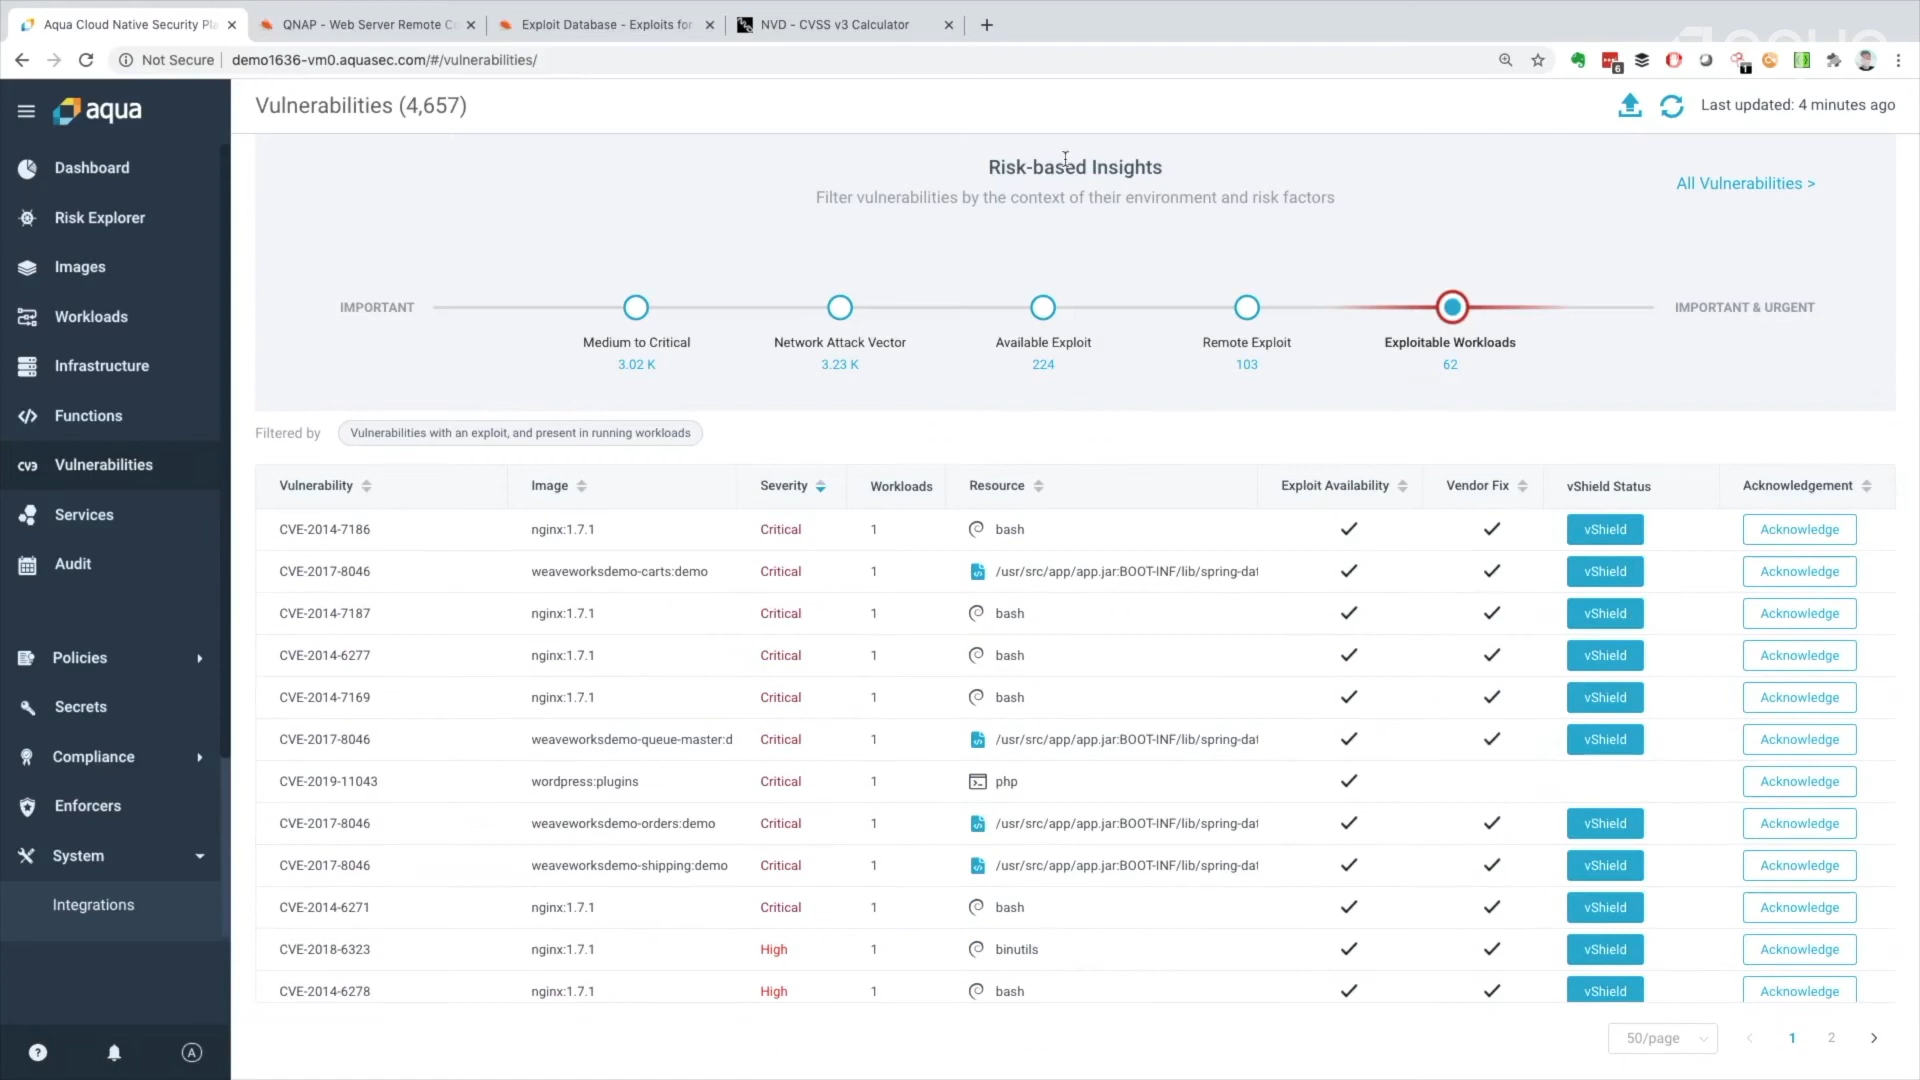 Aqua Cloud Native Security Pla
QNAP - Web Server Remote C
Exploit Database - Exploits for
NVD - CVSS v3 Calculator
Not Secure
demo1636-vm0.aquasec.com/#/vulnerabilities/
6
1
aqua
Vulnerabilities (4,657)
Last updated: 4 minutes ago
Dashboard
Risk Explorer
Images
Workloads
Infrastructure
Functions
CV3 Vulnerabilities
Services
Audit
Policies
Secrets
Compliance
Enforcers
System
Integrations
? A
Risk-based Insights
Filter vulnerabilities by the context of their environment and risk factors
All Vulnerabilities >
IMPORTANT
IMPORTANT & URGENT
Medium to Critical
3.02 K
Network Attack Vector
3.23 K
Available Exploit
224
Remote Exploit
103
Exploitable Workloads
62
Filtered by Vulnerabilities with an exploit, and present in running workloads
Vulnerability Image Severity Workloads Resource Exploit Availability Vendor Fix vShield Status Acknowledgement
CVE-2014-7186 nginx:1.7.1 Critical 1 bash vShield Acknowledge
CVE-2017-8046 weaveworksdemo-carts:demo Critical 1 /usr/src/app/app.jar:BOOT-INF/lib/spring-dat vShield Acknowledge
CVE-2014-7187 nginx:1.7.1 Critical 1 bash vShield Acknowledge
CVE-2014-6277 nginx:1.7.1 Critical 1 bash vShield Acknowledge
CVE-2014-7169 nginx:1.7.1 Critical 1 bash vShield Acknowledge
CVE-2017-8046 weaveworksdemo-queue-master:d Critical 1 /usr/src/app/app.jar:BOOT-INF/lib/spring-dat vShield Acknowledge
CVE-2019-11043 wordpress:plugins Critical 1 php Acknowledge
CVE-2017-8046 weaveworksdemo-orders:demo Critical 1 /usr/src/app/app.jar:BOOT-INF/lib/spring-dat vShield Acknowledge
CVE-2017-8046 weaveworksdemo-shipping:demo Critical 1 /usr/src/app/app.jar:BOOT-INF/lib/spring-dat vShield Acknowledge
CVE-2014-6271 nginx:1.7.1 Critical 1 bash vShield Acknowledge
CVE-2018-6323 nginx:1.7.1 High 1 binutils vShield Acknowledge
CVE-2014-6278 nginx:1.7.1 High 1 bash vShield Acknowledge
50/page < 1 2 >